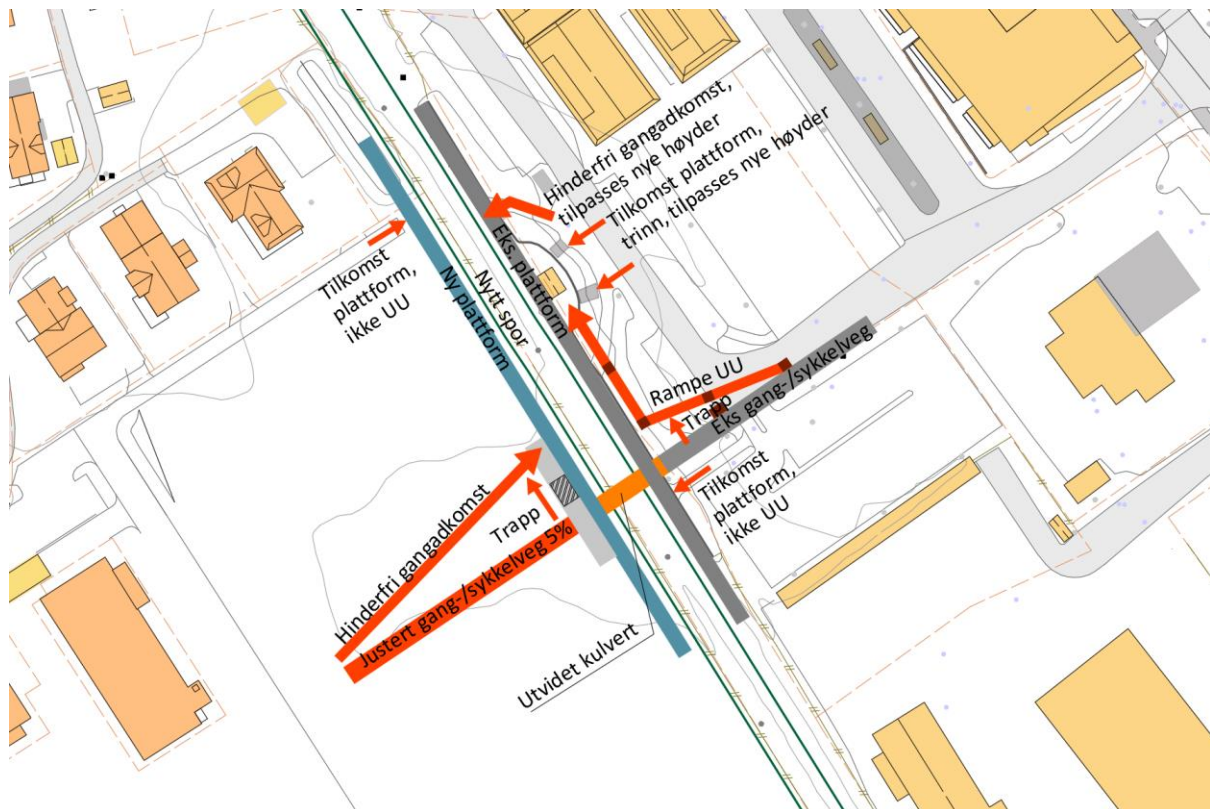 Hinderfri gangadkomst,
tilpasses nye høyder
Tilkomst plattform,
trinn, tilpasses nye høyder
Tilkomst
plattform,
ikke UU
Ny plattform
Nytt spor
Eks. plattform
Rampe UU
Trapp
Eks gang-/sykkelveg
Tilkomst
plattform,
ikke UU
Hinderfri gangadkomst
Trapp
Justert gang-/sykkelveg 5%
Utvidet kulvert